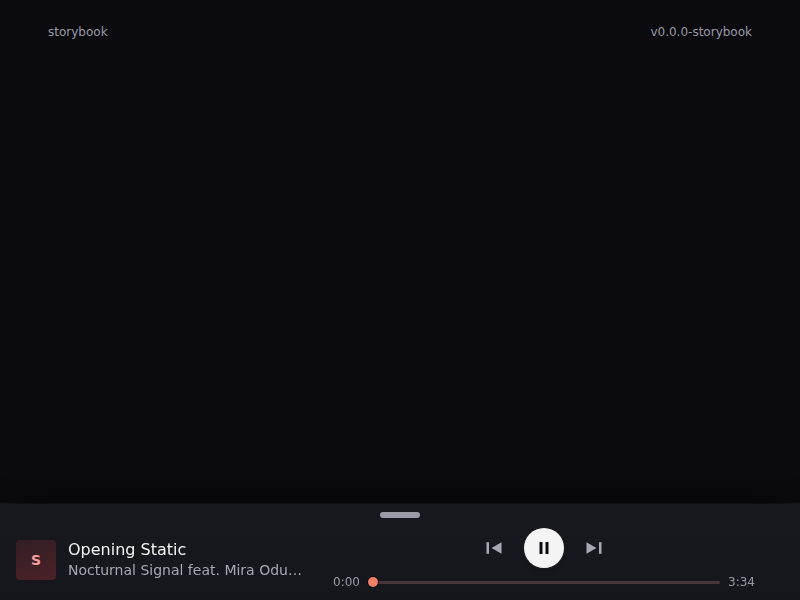 storybook
v0.0.0-storybook
S
Opening Static
Nocturnal Signal feat. Mira Odu…
0:00
3:34